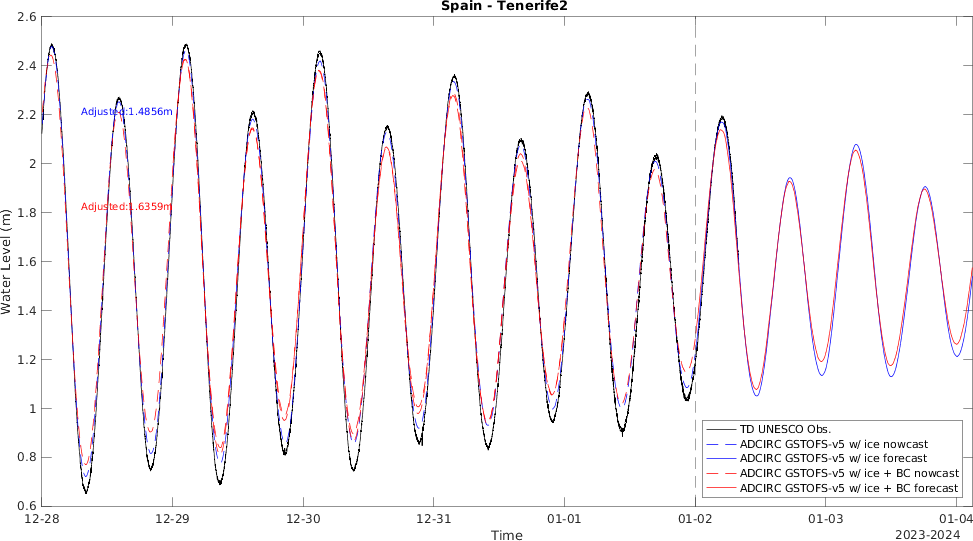 Spain - Tenerife2
2.6
2.4
2.2
2
1.8
1.6
1.4
1.2
1
0.8
0.6
Water Level (m)
Adjusted:1.4856m
Adjusted:1.6359m
TD UNESCO Obs.
ADCIRC GSTOFS-v5 w/ ice nowcast
ADCIRC GSTOFS-v5 w/ ice forecast
ADCIRC GSTOFS-v5 w/ ice + BC nowcast
ADCIRC GSTOFS-v5 w/ ice + BC forecast
12-28 12-29 12-30 12-31 01-01 01-02 01-03 01-04
Time
2023-2024